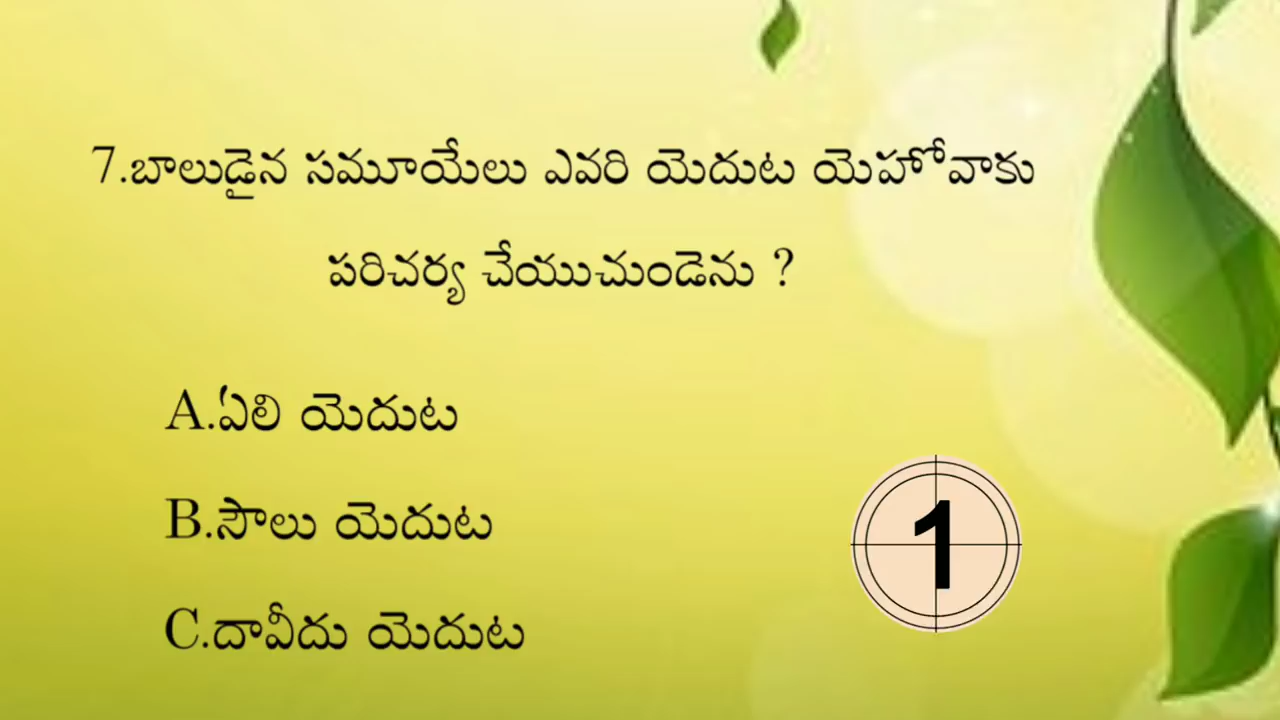 7.బాలుడైన సమూయేలు ఎవరి యెదుట యెహోవాకు
పరిచర్య చేయుచుండెను ?
A.ఏలి యెదుట
B.సౌలు యెదుట
1
C.దావీదు యెదుట